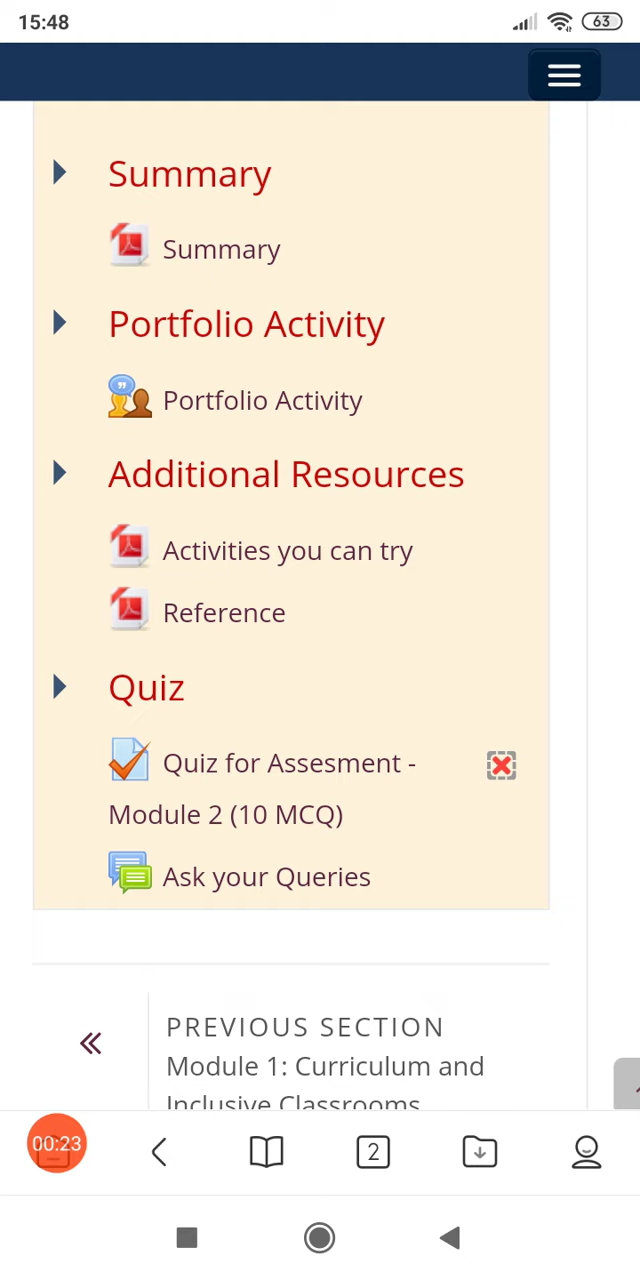 15:48
63
Summary
Summary
Portfolio Activity
Portfolio Activity
Additional Resources
Activities you can try
Reference
Quiz
Quiz for Assesment -
Module 2 (10 MCQ)
Ask your Queries
PREVIOUS SECTION
Module 1: Curriculum and
Inclusive Classrooms
00:23
2